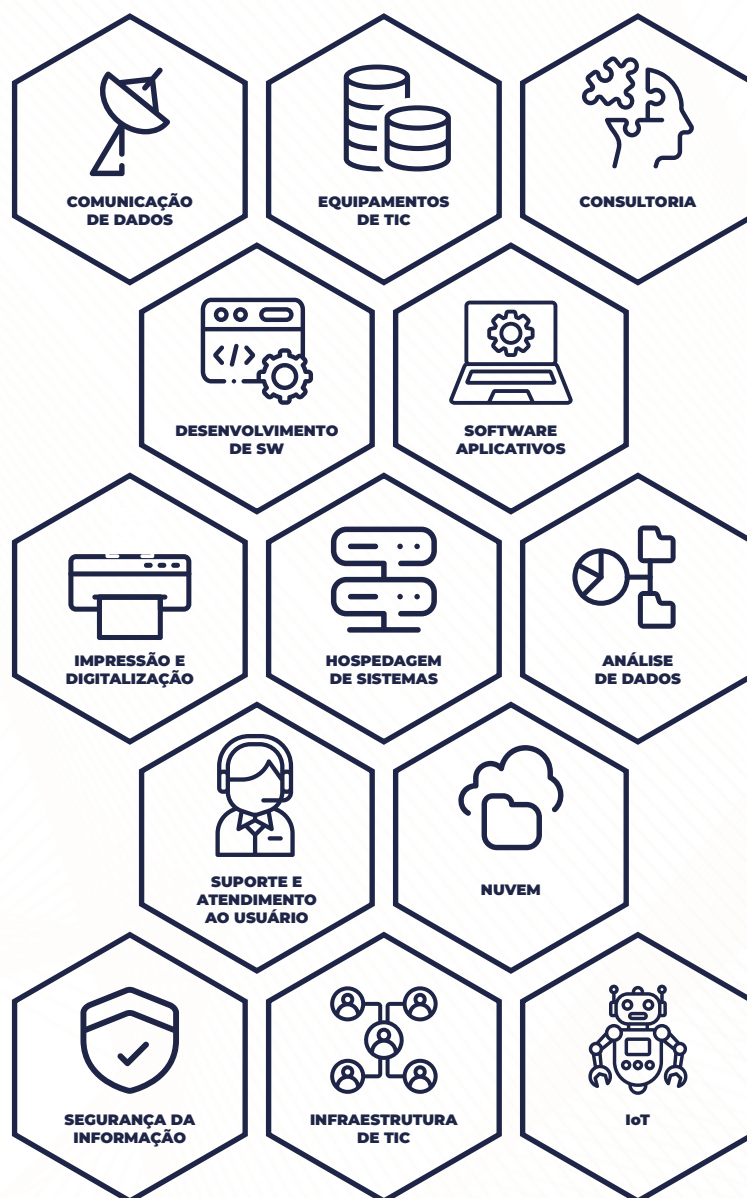 COMUNICAÇÃO
DE DADOS
EQUIPAMENTOS
DE TIC
CONSULTORIA
</>
DESENVOLVIMENTO
DE SW
SOFTWARE
APLICATIVOS
IMPRESSÃO E
DIGITALIZAÇÃO
HOSPEDAGEM
DE SISTEMAS
ANÁLISE
DE DADOS
SUPORTE E
ATENDIMENTO
AO USUÁRIO
NUVEM
SEGURANÇA DA
INFORMAÇÃO
INFRAESTRUTURA
DE TIC
IoT